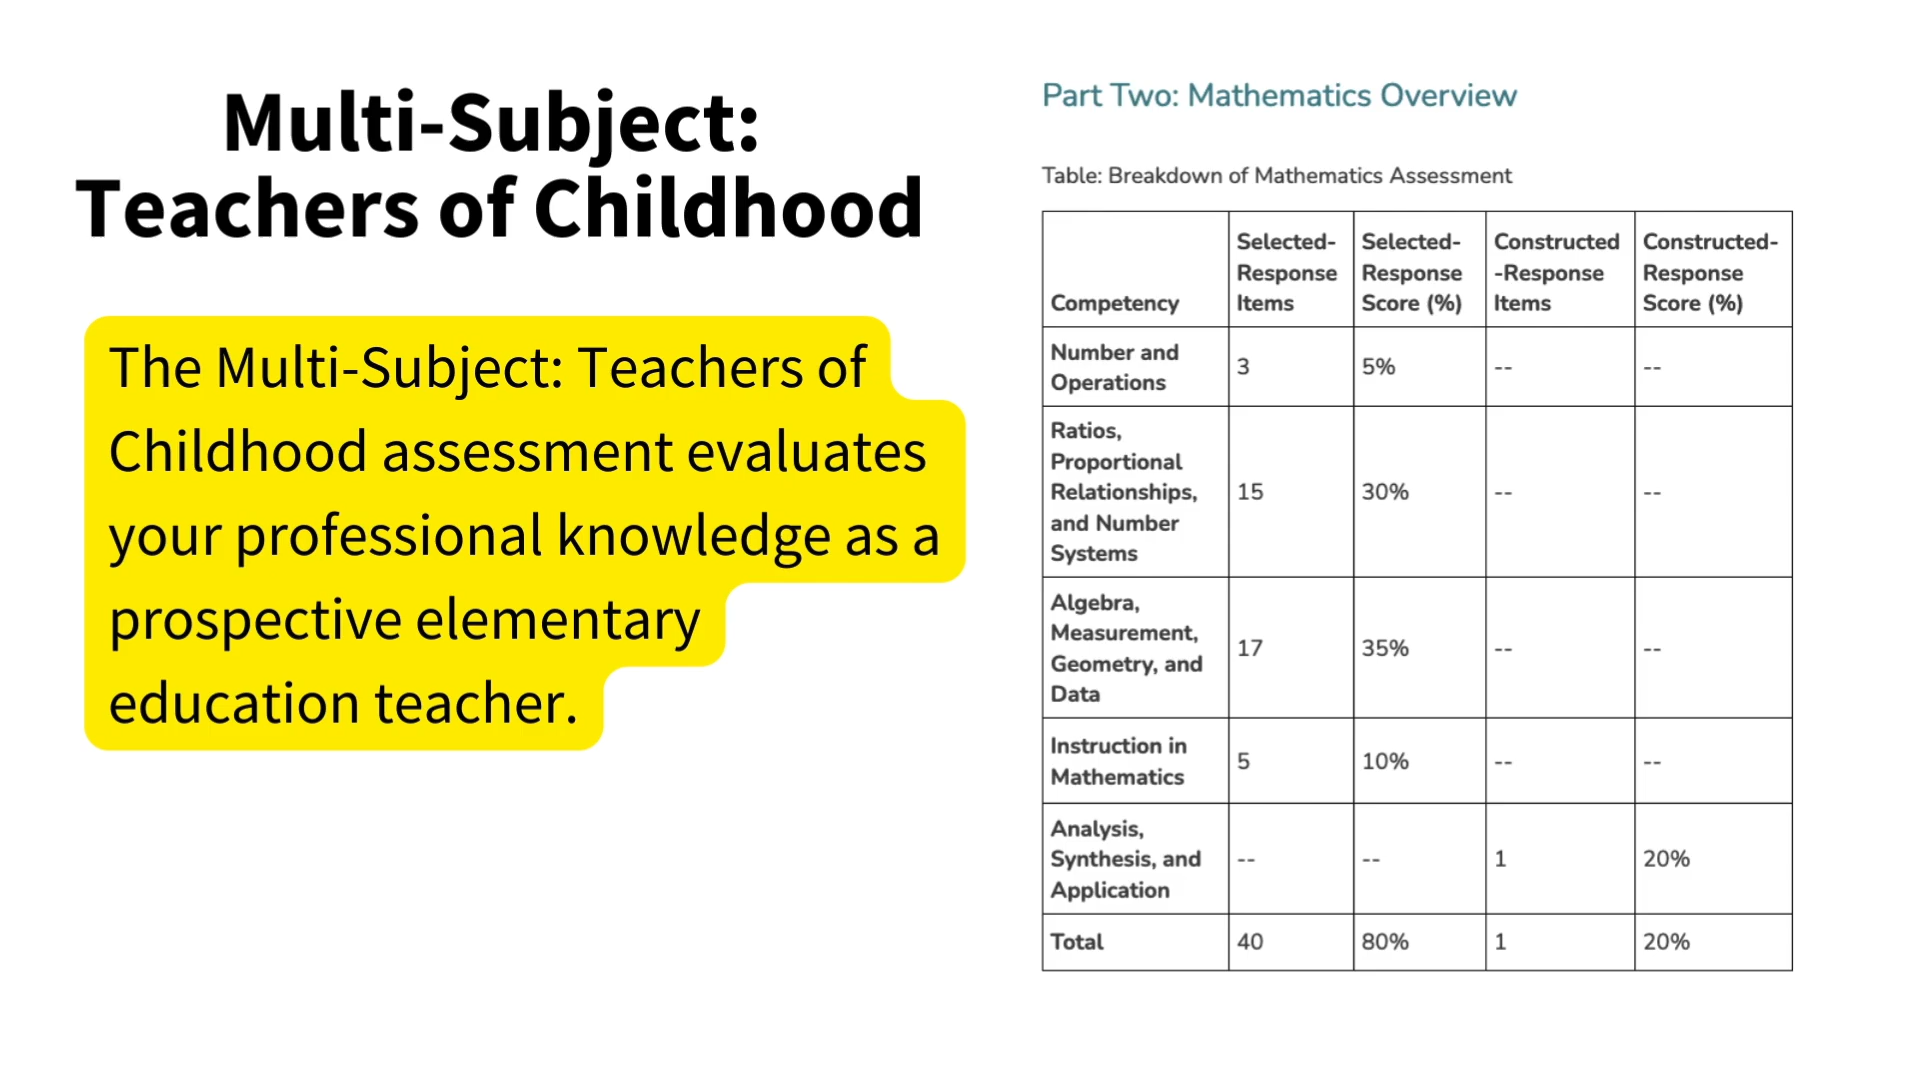 Multi-Subject:
Teachers of Childhood
The Multi-Subject: Teachers of
Childhood assessment evaluates
your professional knowledge as a
prospective elementary
education teacher.
Part Two: Mathematics Overview
Table: Breakdown of Mathematics Assessment
Competency
Selected-
Response
Items
Selected-
Response
Score (%)
Constructed
-Response
Items
Constructed-
Response
Score (%)
Number and
Operations
3
5%
--
--
Ratios,
Proportional
Relationships,
and Number
Systems
15
30%
--
--
Algebra,
Measurement,
Geometry, and
Data
17
35%
--
--
Instruction in
Mathematics
5
10%
--
--
Analysis,
Synthesis, and
Application
--
--
1
20%
Total
40
80%
1
20%